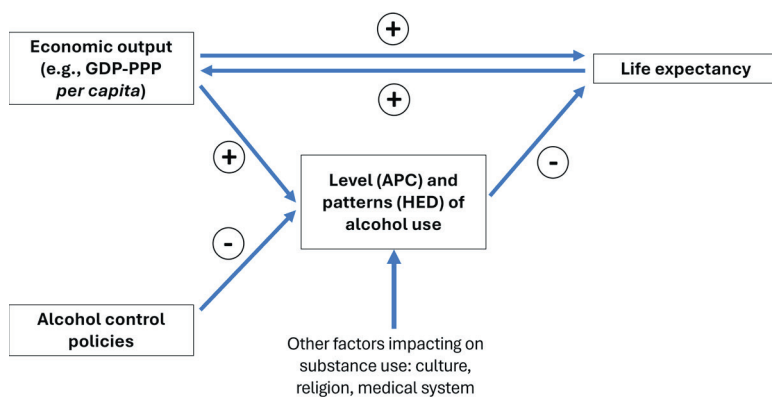 Economic output
(e.g., GDP-PPP
per capita)
+
+
Life expectancy
+
-
Level (APC) and
patterns (HED) of
alcohol use
-
Alcohol control
policies
Other factors impacting on
substance use: culture,
religion, medical system